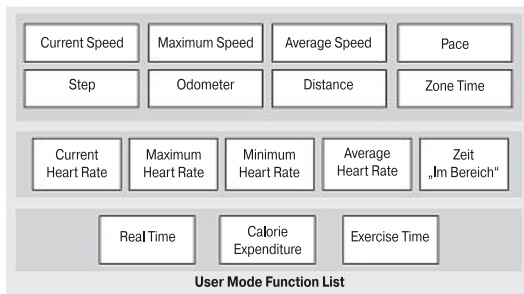 Current Speed
Maximum Speed
Average Speed
Pace
Step
Odometer
Distance
Zone Time
Current
Heart Rate
Maximum
Heart Rate
Minimum
Heart Rate
Average
Heart Rate
Zeit
„Im Bereich“
Real Time
Calorie
Expenditure
Exercise Time
User Mode Function List